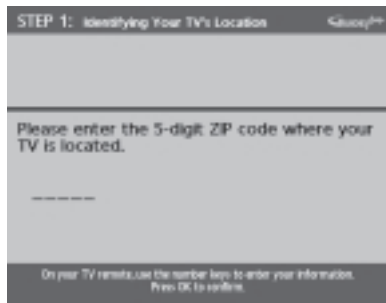 STEP 1: Identifying Your TV's Location
Please enter the 5-digit ZIP code where your
TV is located.
_____
On your TV remote, use the number keys to enter your information.
Press OK to confirm.